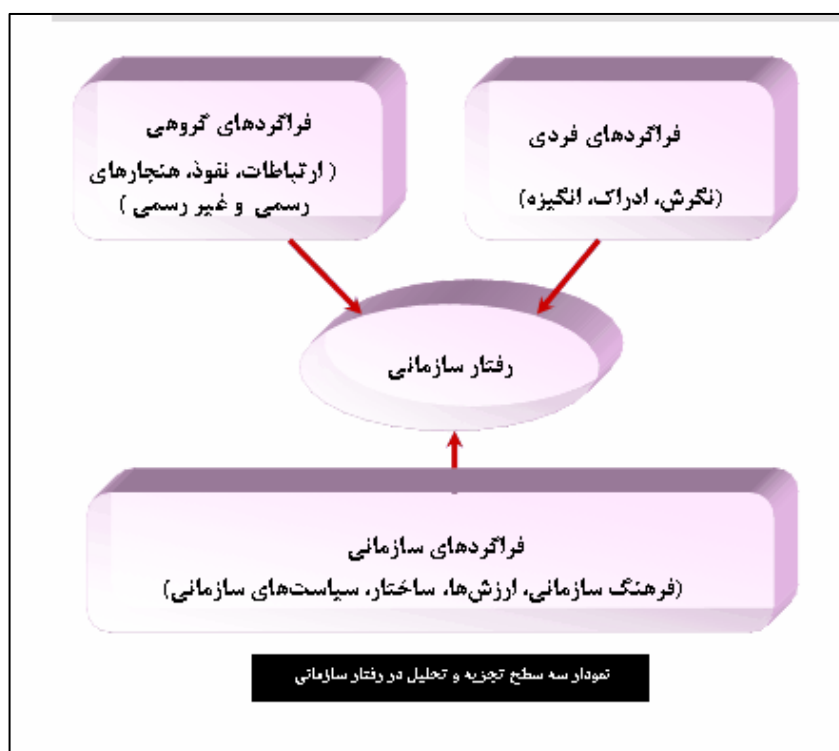 فراگردهای فردی
(نگرش، ادراک، انگیزه)
فراگردهای گروهی
( ارتباطات، نفوذ، هنجارهای
رسمی و غیر رسمی )
رفتار سازمانی
فراگردهای سازمانی
(فرهنگ سازمانی، ارزش‌ها، ساختار، سیاست‌های سازمانی)
نمودار سه سطح تجزیه و تحلیل در رفتار سازمانی